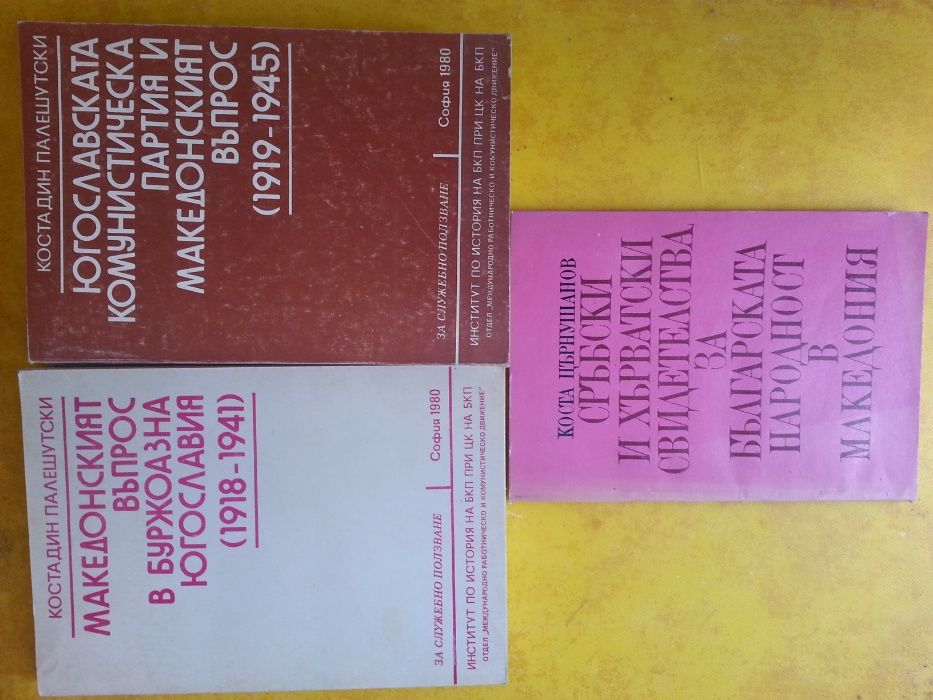 КОСТАДИН ПАЛЕШУТСКИ
ЮГОСЛАВСКАТА
КОМУНИСТИЧЕСКА
ПАРТИЯ И
МАКЕДОНСКИЯТ
ВЪПРОС
(1919-1945)
ЗА СЛУЖЕБНО ПОЛЗВАНЕ
София 1980
ИНСТИТУТ ПО ИСТОРИЯ НА БКП ПРИ ЦК НА БКП
ОТДЕЛ „МЕЖДУНАРОДНО РАБОТНИЧЕСКО И КОМУНИСТИЧЕСКО ДВИЖЕНИЕ"
КОСТАДИН ПАЛЕШУТСКИ
МАКЕДОНСКИЯТ
ВЪПРОС
В БУРЖОАЗНА
ЮГОСЛАВИЯ
(1918-1941)
ЗА СЛУЖЕБНО ПОЛЗВАНЕ
София 1980
ИНСТИТУТ ПО ИСТОРИЯ НА БКП ПРИ ЦК НА БКП
ОТДЕЛ „МЕЖДУНАРОДНО РАБОТНИЧЕСКО И КОМУНИСТИЧЕСКО ДВИЖЕНИЕ"
КОСТА ЦЪРНУШАНОВ
СРЪБСКИ
И ХЪРВАТСКИ
СВИДЕТЕЛСТВА
ЗА
БЪЛГАРСКАТА
НАРОДНОСТ
В
МАКЕДОНИЯ